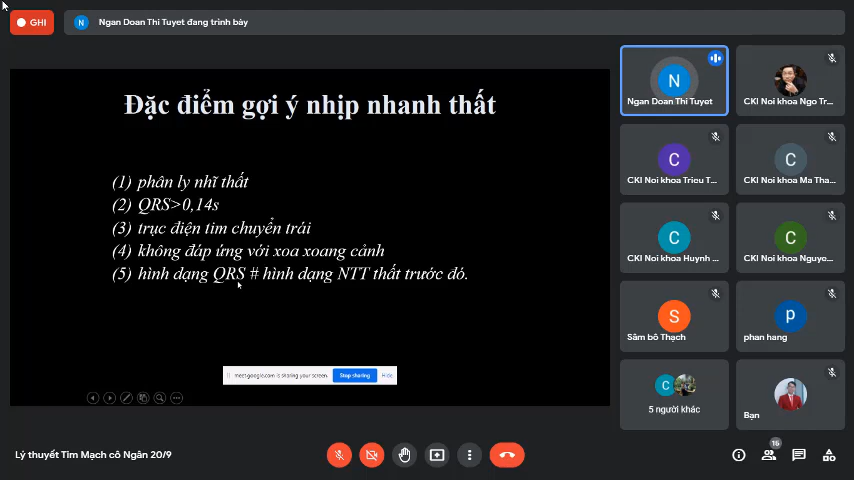 GHI
N
Ngan Doan Thi Tuyet đang trình bày
Đặc điểm gợi ý nhịp nhanh thất
(1) phân ly nhĩ thất
(2) QRS>0,14s
(3) trục điện tim chuyển trái
(4) không đáp ứng với xoa xoang cảnh
(5) hình dạng QRS # hình dạng NTT thất trước đó.
meet.google.com is sharing your screen.
Stop sharing
Hide
N
Ngan Doan Thi Tuyet
CKI Noi khoa Ngo Tr...
C
CKI Noi khoa Trieu T...
C
CKI Noi khoa Ma Tha...
C
CKI Noi khoa Huynh ...
C
CKI Noi khoa Nguye...
S
Sâm bô Thạch
p
phan hang
C
5 người khác
Bạn
Lý thuyết Tim Mạch cô Ngân 20/9
16